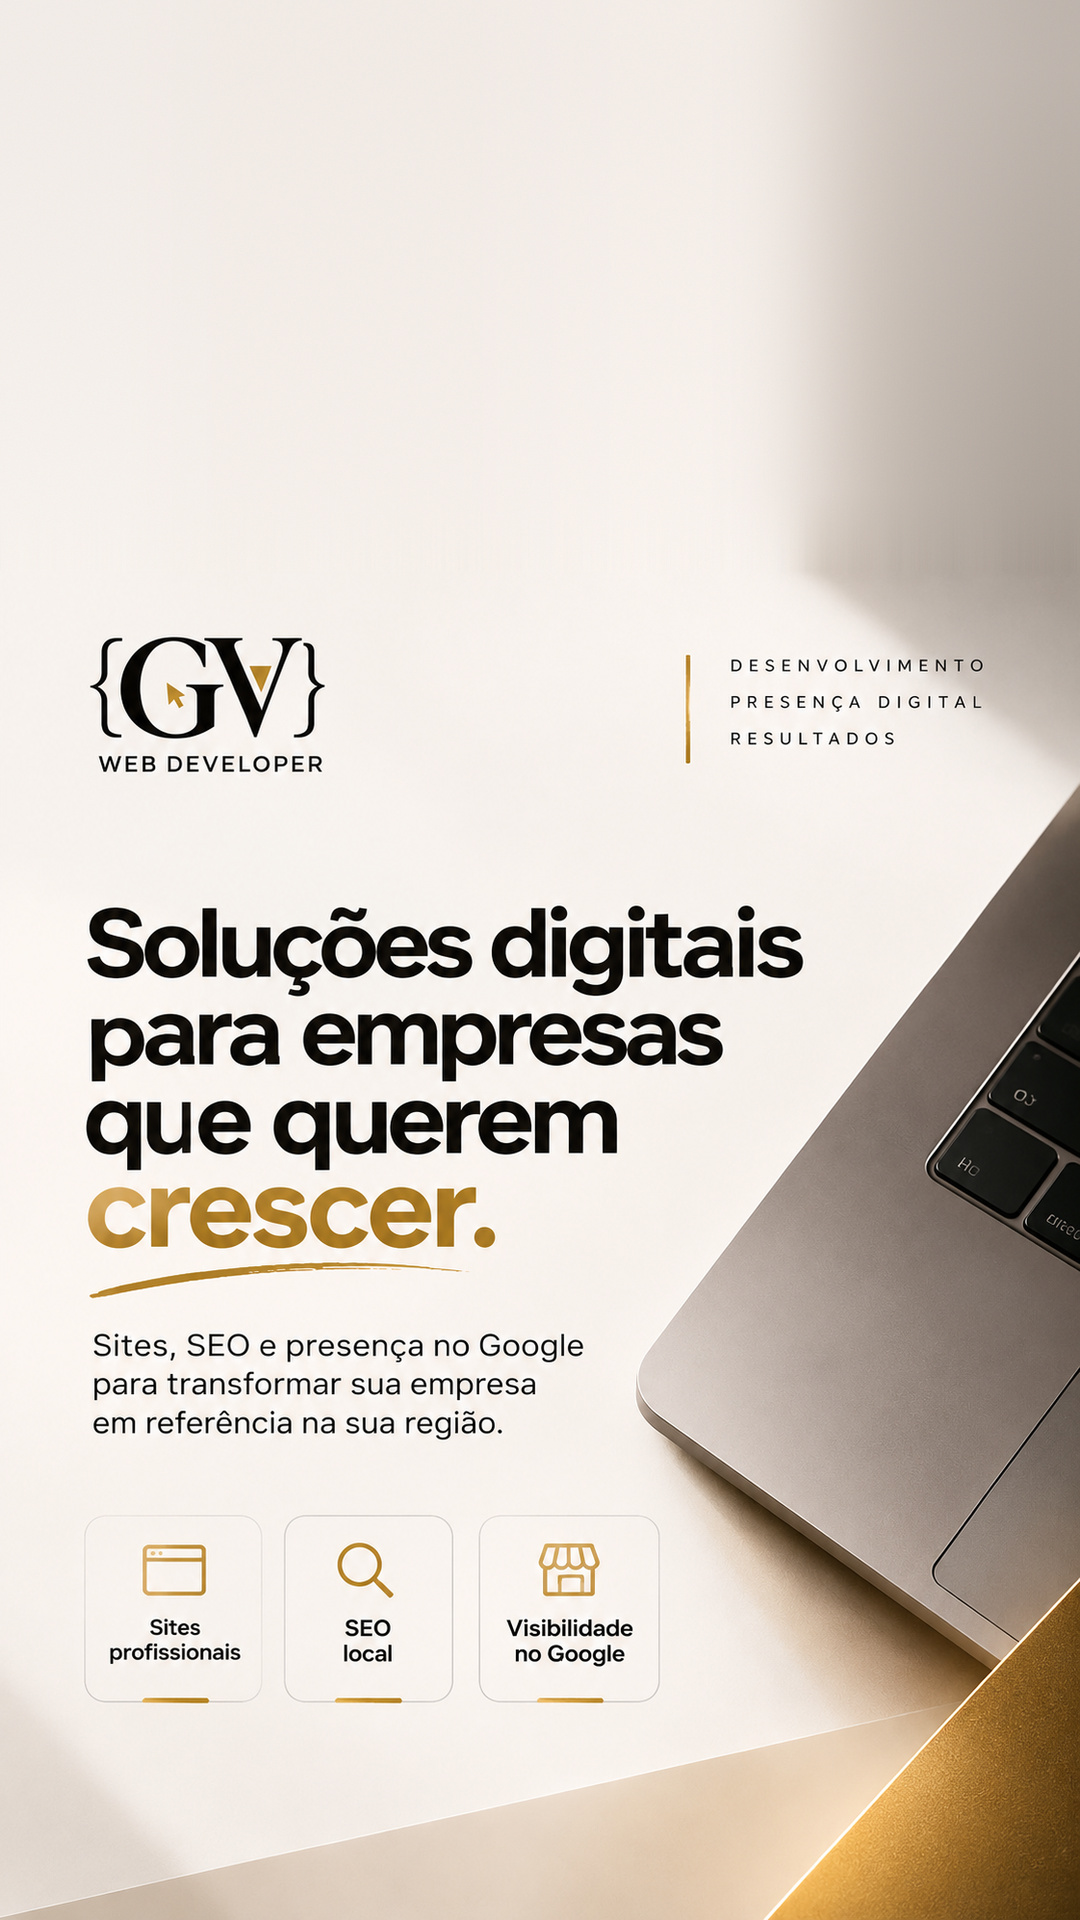 {GV}
WEB DEVELOPER
DESENVOLVIMENTO
PRESENÇA DIGITAL
RESULTADOS
Soluções digitais
para empresas
que querem
crescer.
Sites, SEO e presença no Google
para transformar sua empresa
em referência na sua região.
Sites
profissionais
SEO
local
Visibilidade
no Google